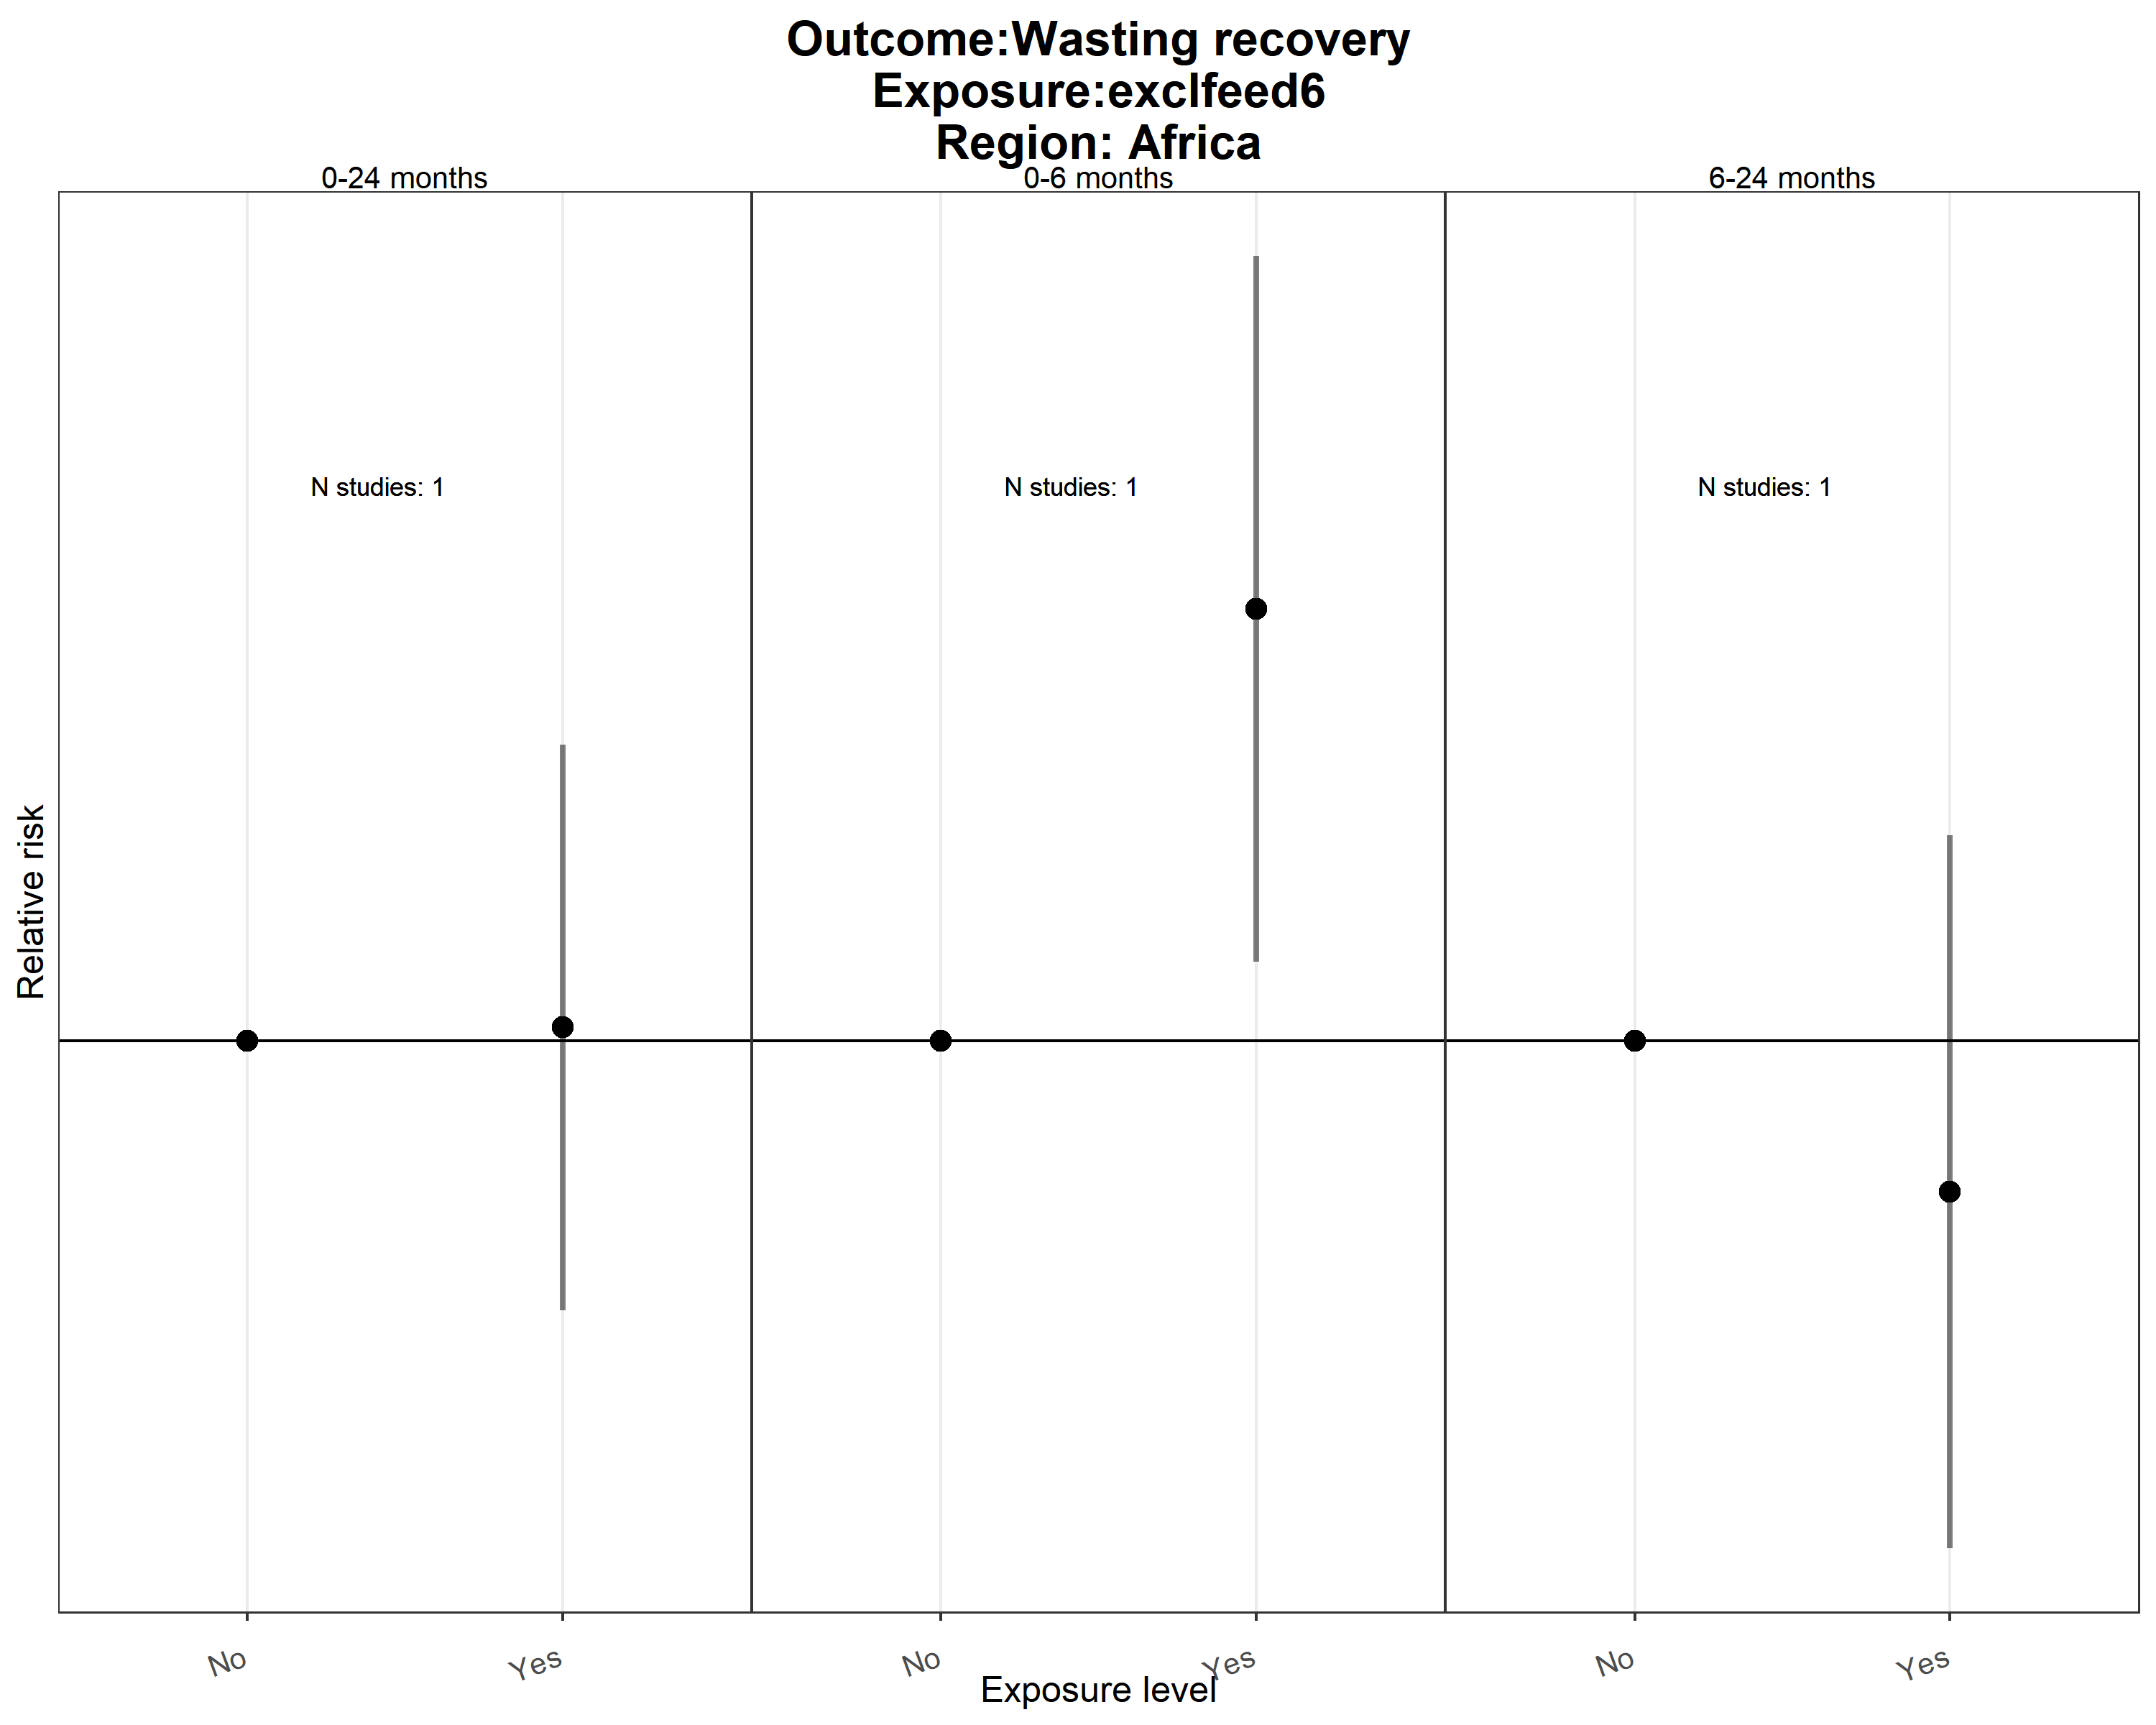 Outcome:Wasting recovery
Exposure:exclfeed6
Region: Africa
0-24 months
0-6 months
6-24 months
N studies: 1
N studies: 1
N studies: 1
Relative risk
No
Yes
No
Yes
No
Yes
Exposure level